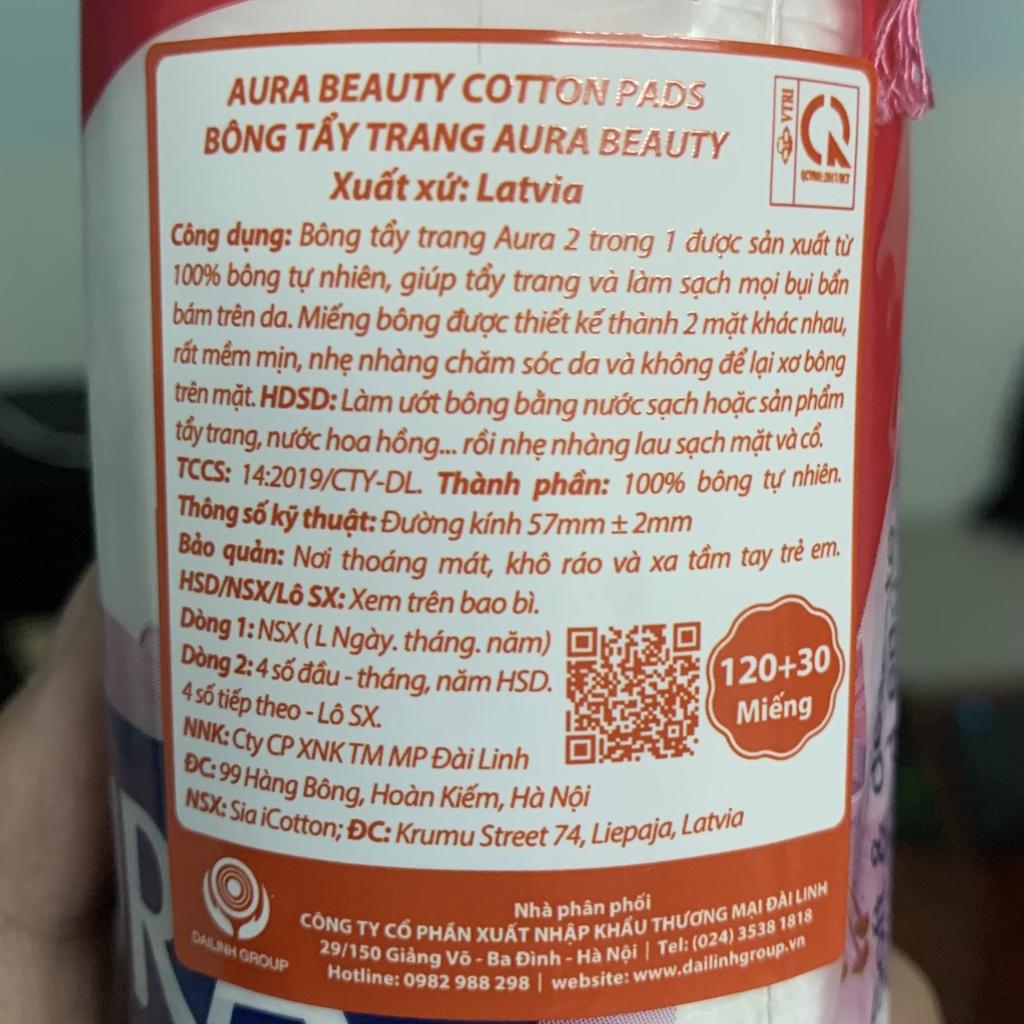 AURA BEAUTY COTTON PADS
BÔNG TẨY TRANG AURA BEAUTY
Xuất xứ: Latvia
VTRI
Công dụng: Bông tẩy trang Aura 2 trong 1 được sản xuất từ
100% bông tự nhiên, giúp tẩy trang và làm sạch mọi bụi bẩn
bám trên da. Miếng bông được thiết kế thành 2 mặt khác nhau,
rất mềm mịn, nhẹ nhàng chăm sóc da và không để lại xơ bông
trên mặt. HDSD: Làm ướt bông bằng nước sạch hoặc sản phẩm
tẩy trang, nước hoa hồng... rồi nhẹ nhàng lau sạch mặt và cổ.
TCCS: 14:2019/CTY-DL. Thành phần: 100% bông tự nhiên.
Thông số kỹ thuật: Đường kính 57mm ± 2mm
Bảo quản: Nơi thoáng mát, khô ráo và xa tầm tay trẻ em.
HSD/NSX/Lô SX: Xem trên bao bì.
Dòng 1: NSX ( L Ngày. tháng. năm)
Dòng 2: 4 số đầu - tháng, năm HSD.
4 số tiếp theo - Lô SX.
120+30
Miếng
NNK: Cty CP XNK TM MP Đài Linh
ĐC: 99 Hàng Bông, Hoàn Kiếm, Hà Nội
NSX: Sia iCotton; ĐC: Krumu Street 74, Liepaja, Latvia
DAILINH GROUP
Nhà phân phối
CÔNG TY CỔ PHẦN XUẤT NHẬP KHẨU THƯƠNG MẠI ĐÀI LINH
29/150 Giảng Võ - Ba Đình - Hà Nội | Tel: (024) 3538 1818
Hotline: 0982 988 298 | website: www.dailinhgroup.vn